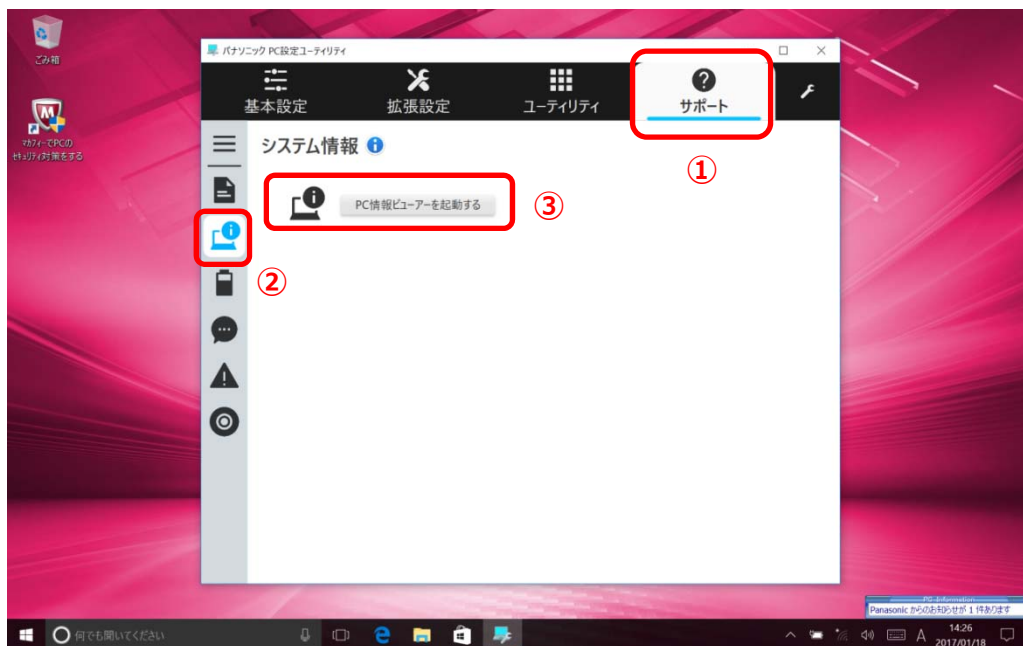 ごみ箱
マカフィーでPCの
セキュリティ対策をする
パナソニック PC設定ユーティリティ
基本設定
拡張設定
ユーティリティ
サポート
①
システム情報
PC情報ビューアーを起動する
③
②
PC Information
Panasonic からのお知らせが 1 件あります
何でも聞いてください
A
14:26
2017/01/18